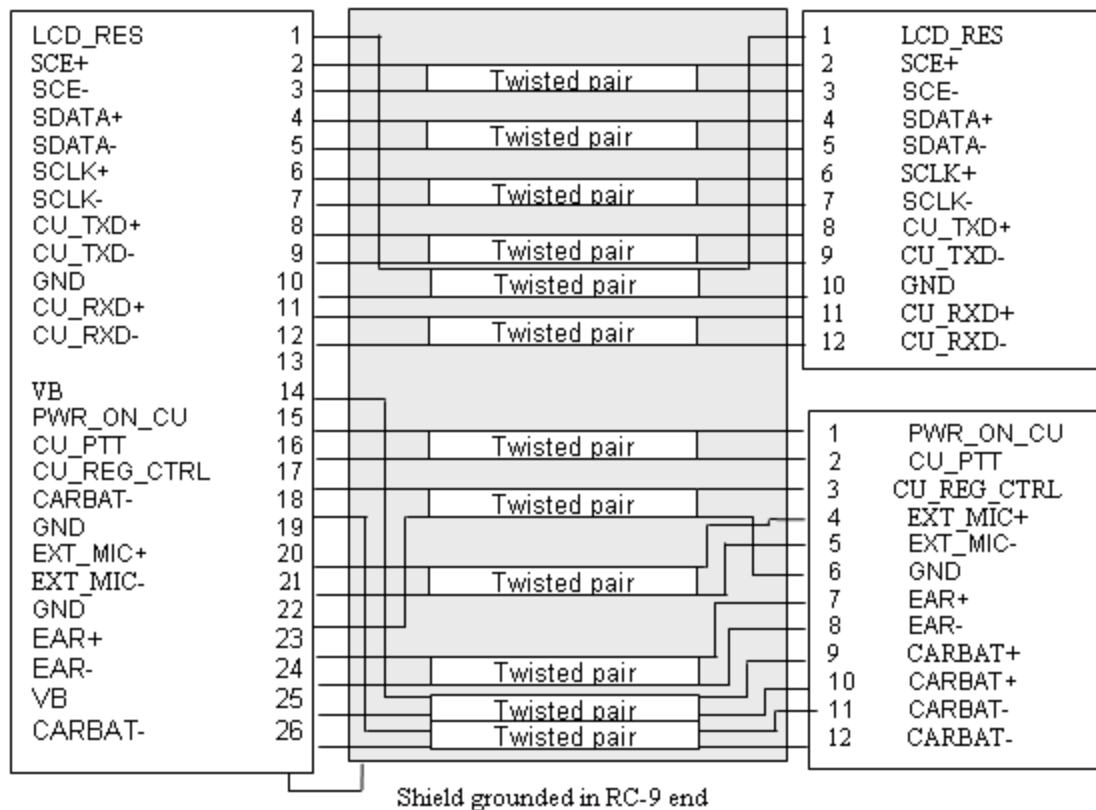 LCD_RES 1
SCE+ 2
SCE- 3
SDATA+ 4
SDATA- 5
SCLK+ 6
SCLK- 7
CU_TXD+ 8
CU_TXD- 9
GND 10
CU_RXD+ 11
CU_RXD- 12
13
VB 14
PWR_ON_CU 15
CU_PTT 16
CU_REG_CTRL 17
CARBAT- 18
GND 19
EXT_MIC+ 20
EXT_MIC- 21
GND 22
EAR+ 23
EAR- 24
VB 25
CARBAT- 26
Twisted pair
Twisted pair
Twisted pair
Twisted pair
Twisted pair
Twisted pair
Twisted pair
Twisted pair
Twisted pair
Twisted pair
Twisted pair
Twisted pair
1 LCD_RES
2 SCE+
3 SCE-
4 SDATA+
5 SDATA-
6 SCLK+
7 SCLK-
8 CU_TXD+
9 CU_TXD-
10 GND
11 CU_RXD+
12 CU_RXD-
1 PWR_ON_CU
2 CU_PTT
3 CU_REG_CTRL
4 EXT_MIC+
5 EXT_MIC-
6 GND
7 EAR+
8 EAR-
9 CARBAT+
10 CARBAT+
11 CARBAT-
12 CARBAT-
Shield grounded in RC-9 end